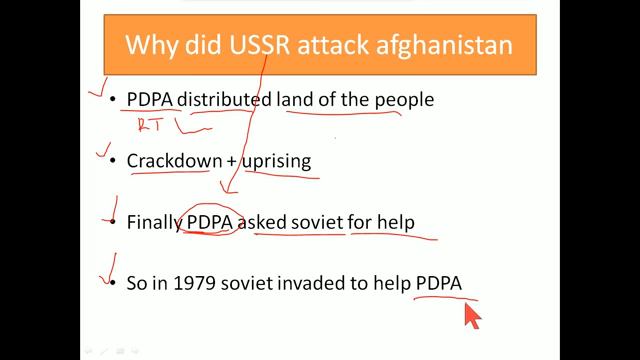 Why did USSR attack afghanistan
• PDPA distributed land of the people
RT
• Crackdown + uprising
• Finally PDPA asked soviet for help
• So in 1979 soviet invaded to help PDPA